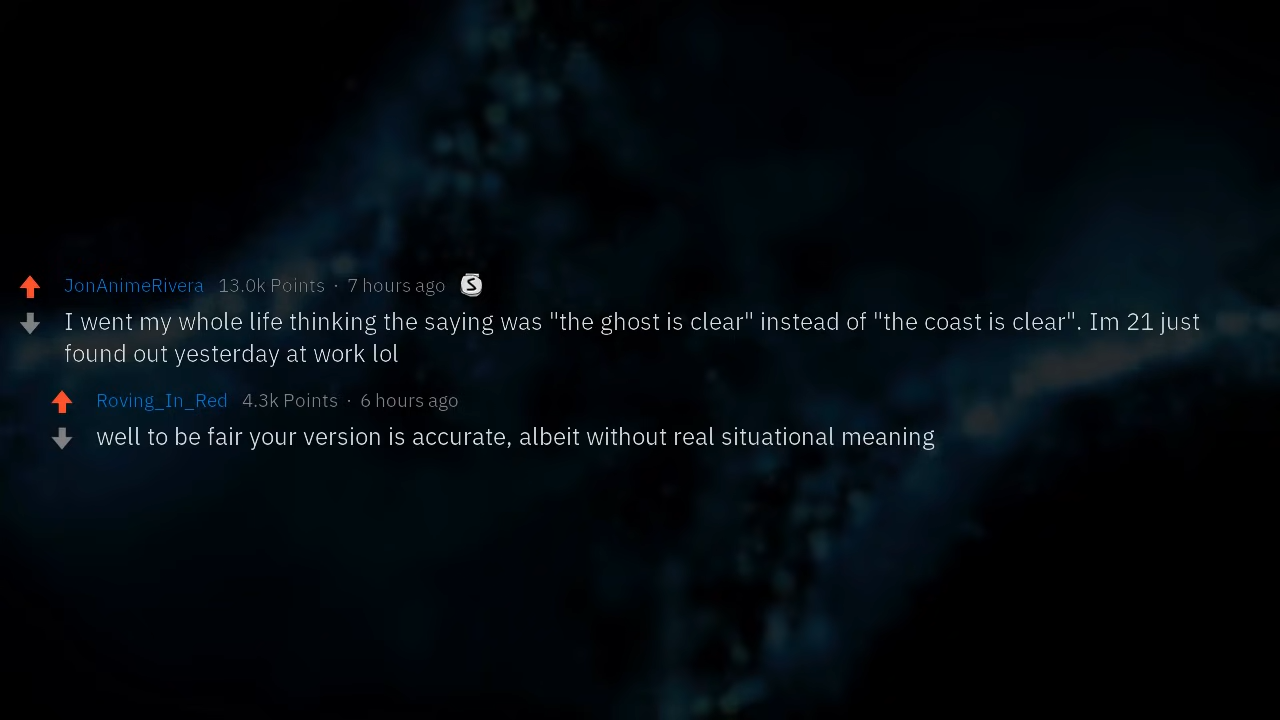 JonAnimeRivera 13.0k Points · 7 hours ago S
I went my whole life thinking the saying was "the ghost is clear" instead of "the coast is clear". Im 21 just
found out yesterday at work lol
Roving_In_Red 4.3k Points · 6 hours ago
well to be fair your version is accurate, albeit without real situational meaning